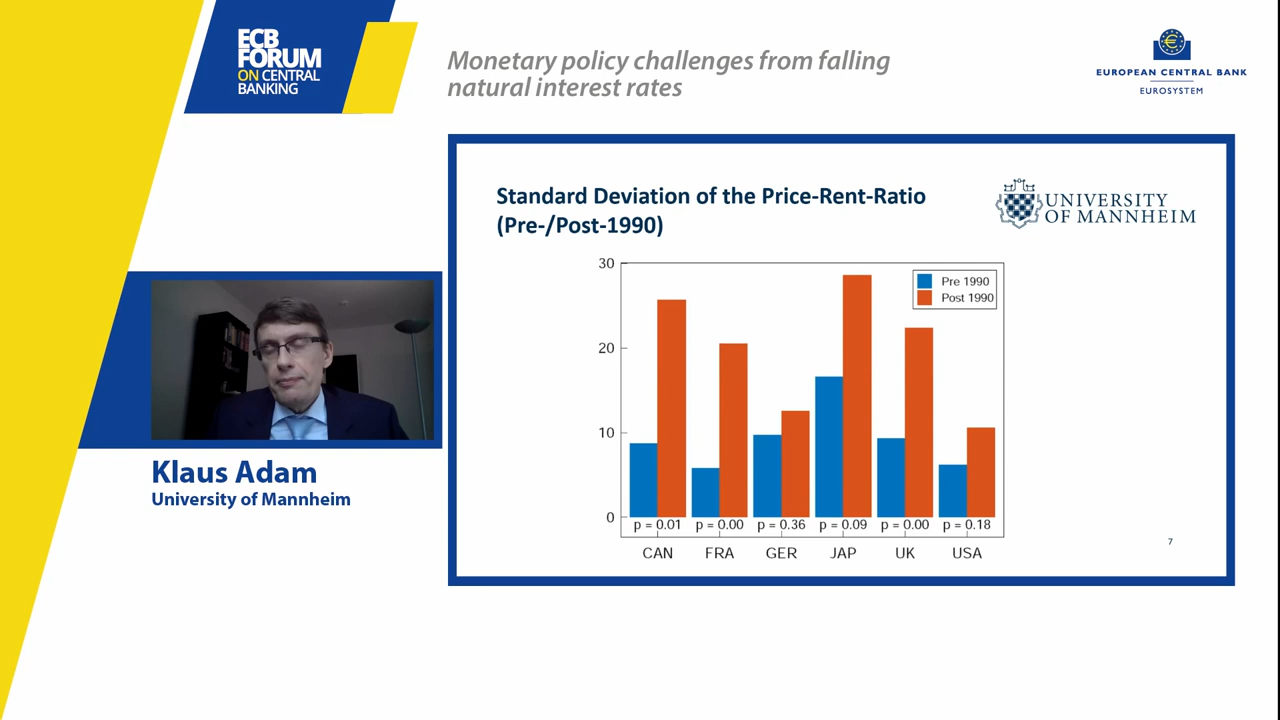 ECB
FORUM
ON CENTRAL
BANKING
Monetary policy challenges from falling
natural interest rates
EUROPEAN CENTRAL BANK
EUROSYSTEM
Standard Deviation of the Price-Rent-Ratio
(Pre-/Post-1990)
UNIVERSITY
OF MANNHEIM
30
20
10
0
Pre 1990
Post 1990
p = 0.01 p = 0.00 p = 0.36 p = 0.09 p = 0.00 p = 0.18
CAN FRA GER JAP UK USA
7
Klaus Adam
University of Mannheim